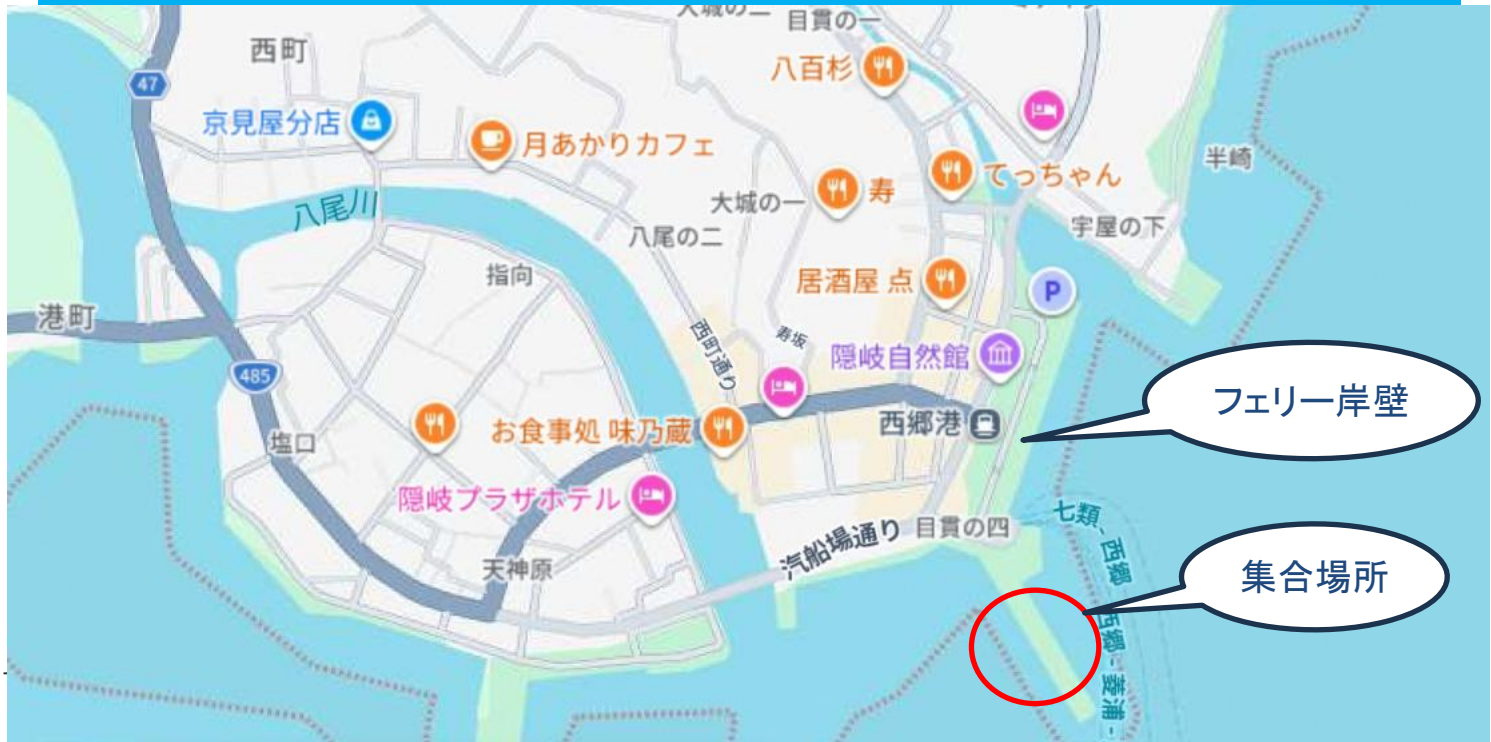 目貫の一
西町
八百杉
47
京見屋分店
月あかりカフェ
半崎
てっちゃん
寿
大城の一
八尾川
宇屋の下
八尾の二
指向
居酒屋 点
P
港町
寿坂
西町通り
隠岐自然館
485
フェリー岸壁
西郷港
お食事処 味乃蔵
塩口
隠岐プラザホテル
七類、西郷
目貫の四
汽船場通り
天神原
集合場所
西郷-菱浦-